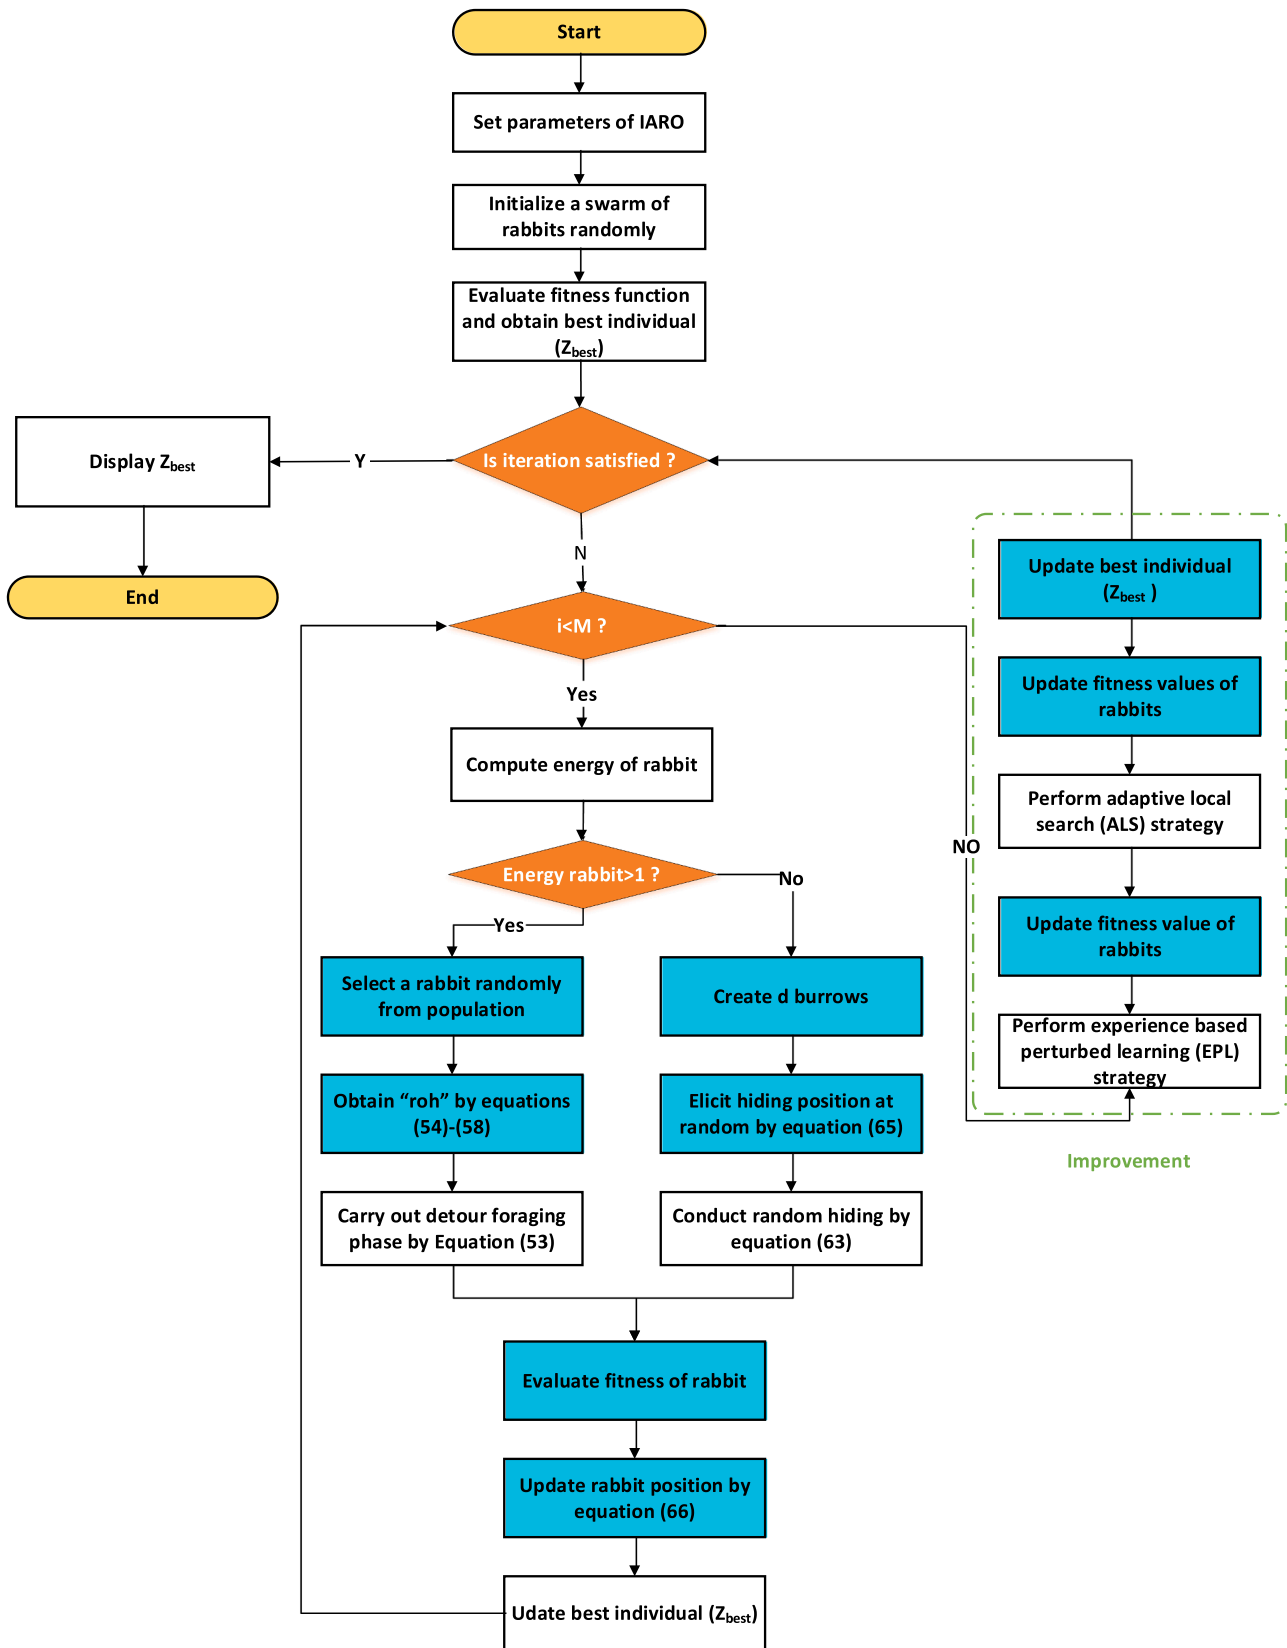 Start
Set parameters of IARO
Initialize a swarm of
rabbits randomly
Evaluate fitness function
and obtain best individual
(Zbest)
Is iteration satisfied ?
Y
Display Zbest
End
N
i<M ?
Yes
Compute energy of rabbit
Energy rabbit>1 ?
Yes
No
Select a rabbit randomly
from population
Obtain “roh” by equations
(54)-(58)
Carry out detour foraging
phase by Equation (53)
Create d burrows
Elicit hiding position at
random by equation (65)
Conduct random hiding by
equation (63)
Evaluate fitness of rabbit
Update rabbit position by
equation (66)
Udate best individual (Zbest)
NO
Update best individual
(Zbest )
Update fitness values of
rabbits
Perform adaptive local
search (ALS) strategy
Update fitness value of
rabbits
Perform experience based
perturbed learning (EPL)
strategy
Improvement